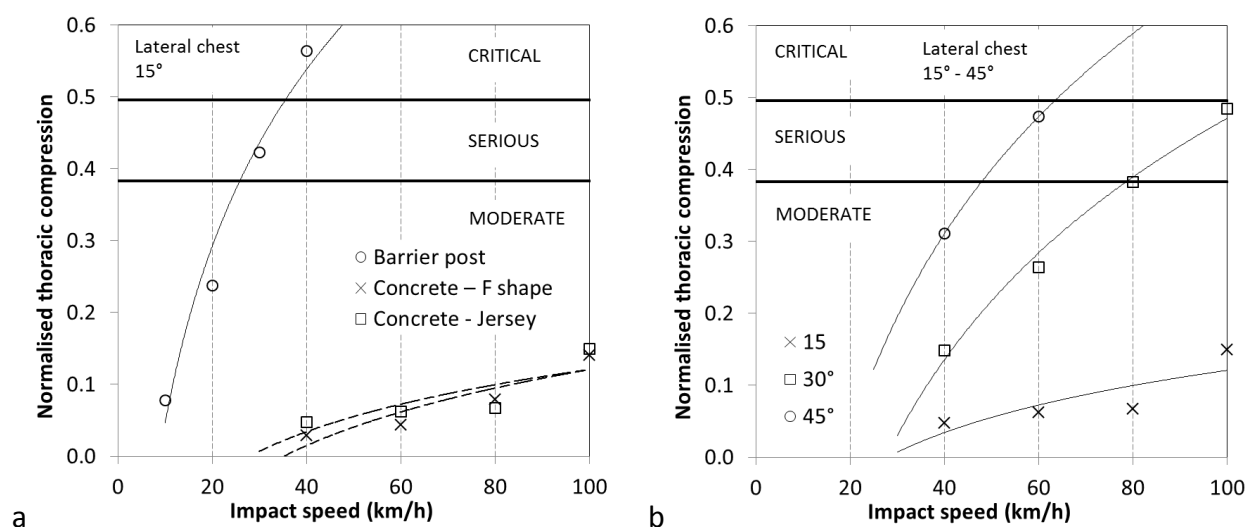 0.6
0.5
0.4
0.3
0.2
0.1
0.0
Normalised thoracic compression
Lateral chest
15°
CRITICAL
SERIOUS
MODERATE
Barrier post
Concrete – F shape
Concrete - Jersey
0 20 40 60 80 100
Impact speed (km/h)
a
0.6
0.5
0.4
0.3
0.2
0.1
0.0
Normalised thoracic compression
CRITICAL
Lateral chest
15° - 45°
SERIOUS
MODERATE
15
30°
45°
0 20 40 60 80 100
Impact speed (km/h)
b